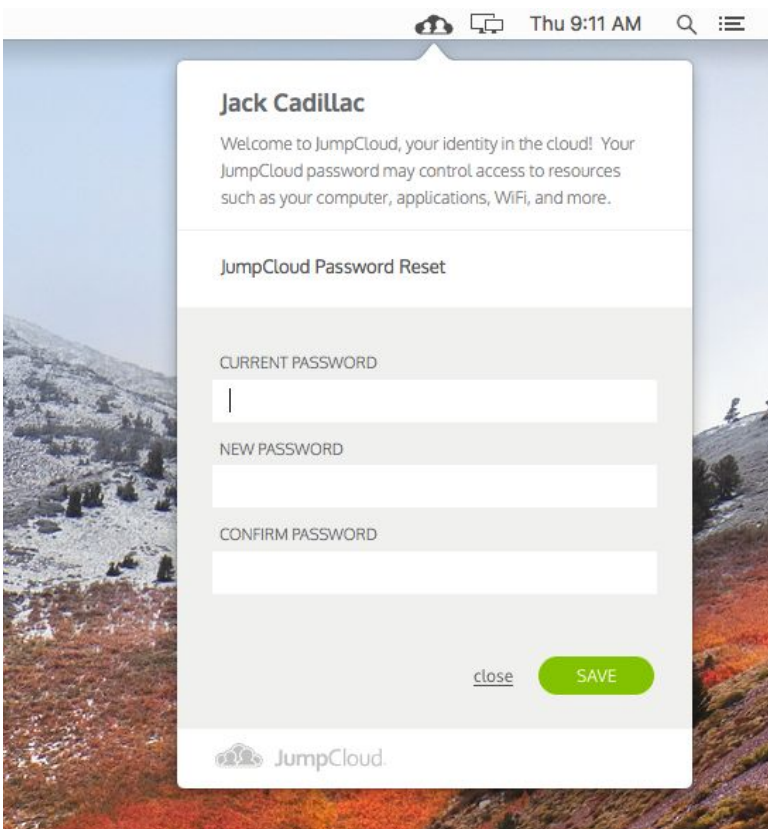 Thu 9:11 AM
Jack Cadillac
Welcome to JumpCloud, your identity in the cloud! Your
JumpCloud password may control access to resources
such as your computer, applications, WiFi, and more.
JumpCloud Password Reset
CURRENT PASSWORD
NEW PASSWORD
CONFIRM PASSWORD
close SAVE
JumpCloud.